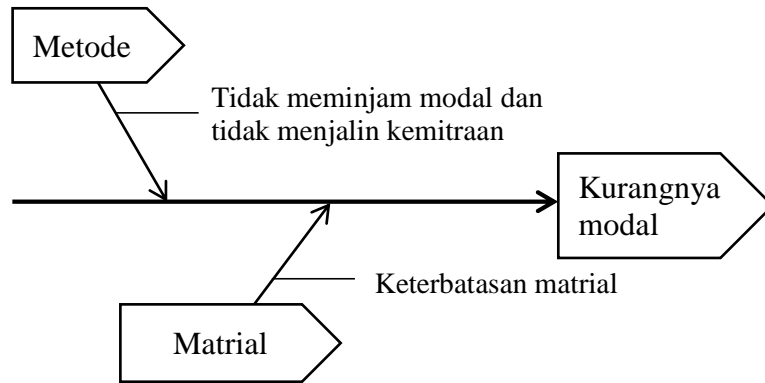 Metode
Tidak meminjam modal dan
tidak menjalin kemitraan
Kurangnya
modal
Keterbatasan matrial
Matrial